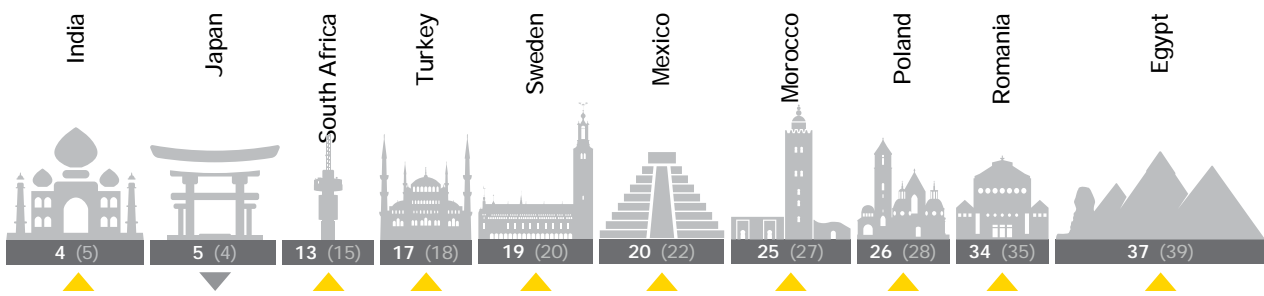 India
Japan
South Africa
Turkey
Sweden
Mexico
Morocco
Poland
Romania
Egypt
4 (5)
5 (4)
13 (15)
17 (18)
19 (20)
20 (22)
25 (27)
26 (28)
34 (35)
37 (39)